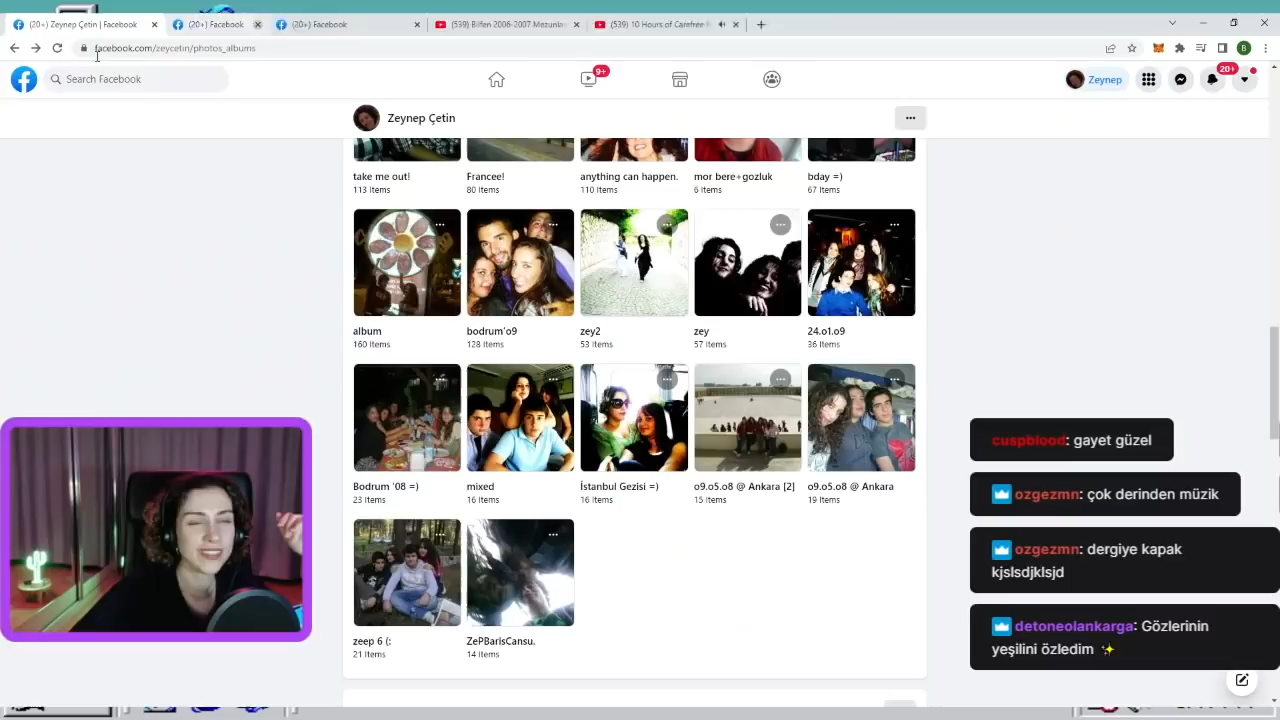 (20+) Zeynep Çetin | Facebook
(20+) Facebook
(20+) Facebook
(539) Bilfen 2006-2007 Mezunlar
(539) 10 Hours of Carefree
facebook.com/zeycetin/photos_albums
B
Search Facebook
9+
Zeynep
20+
Zeynep Çetin
take me out!
113 Items
Francee!
80 Items
anything can happen.
110 Items
mor bere+gozluk
6 Items
bday =)
67 Items
album
160 Items
bodrum'o9
128 Items
zey2
53 Items
zey
57 Items
24.o1.o9
36 Items
Bodrum '08 =)
23 Items
mixed
16 Items
İstanbul Gezisi =)
16 Items
o9.o5.o8 @ Ankara [2]
15 Items
o9.o5.o8 @ Ankara
19 Items
zeep 6 (:
21 Items
ZePBarisCansu.
14 Items
cuspblood: gayet güzel
ozgezmn: çok derinden müzik
ozgezmn: dergiye kapak
kjslsdjklsjd
detoneolankarga: Gözlerinin
yeşilini özledim ✨